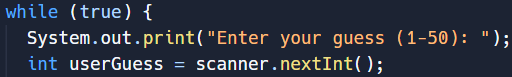 while (true) {
System.out.print("Enter your guess (1-50): ");
int userGuess = scanner.nextInt();